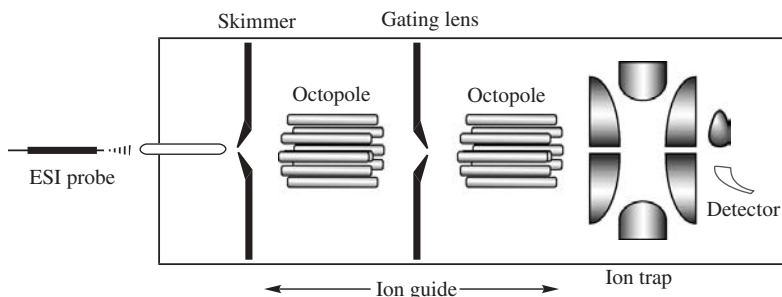 Skimmer
Gating lens
Octopole
Octopole
ESI probe
Detector
Ion trap
Ion guide